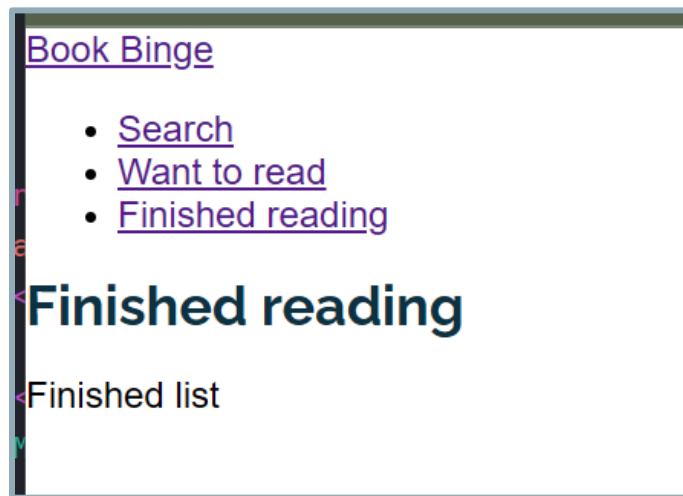 Book Binge
Search
Want to read
Finished reading
Finished reading
Finished list